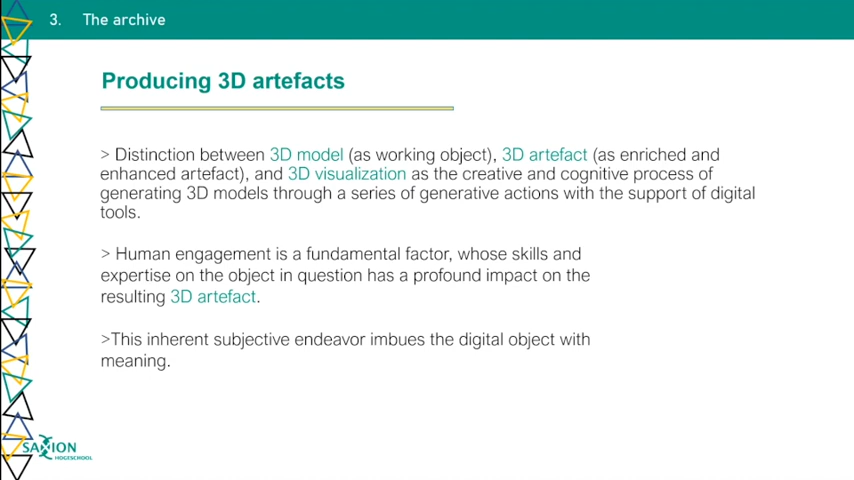 3. The archive
Producing 3D artefacts
> Distinction between 3D model (as working object), 3D artefact (as enriched and
enhanced artefact), and 3D visualization as the creative and cognitive process of
generating 3D models through a series of generative actions with the support of digital
tools.
> Human engagement is a fundamental factor, whose skills and
expertise on the object in question has a profound impact on the
resulting 3D artefact.
>This inherent subjective endeavor imbues the digital object with
meaning.
SAXION
HOGESCHOOL